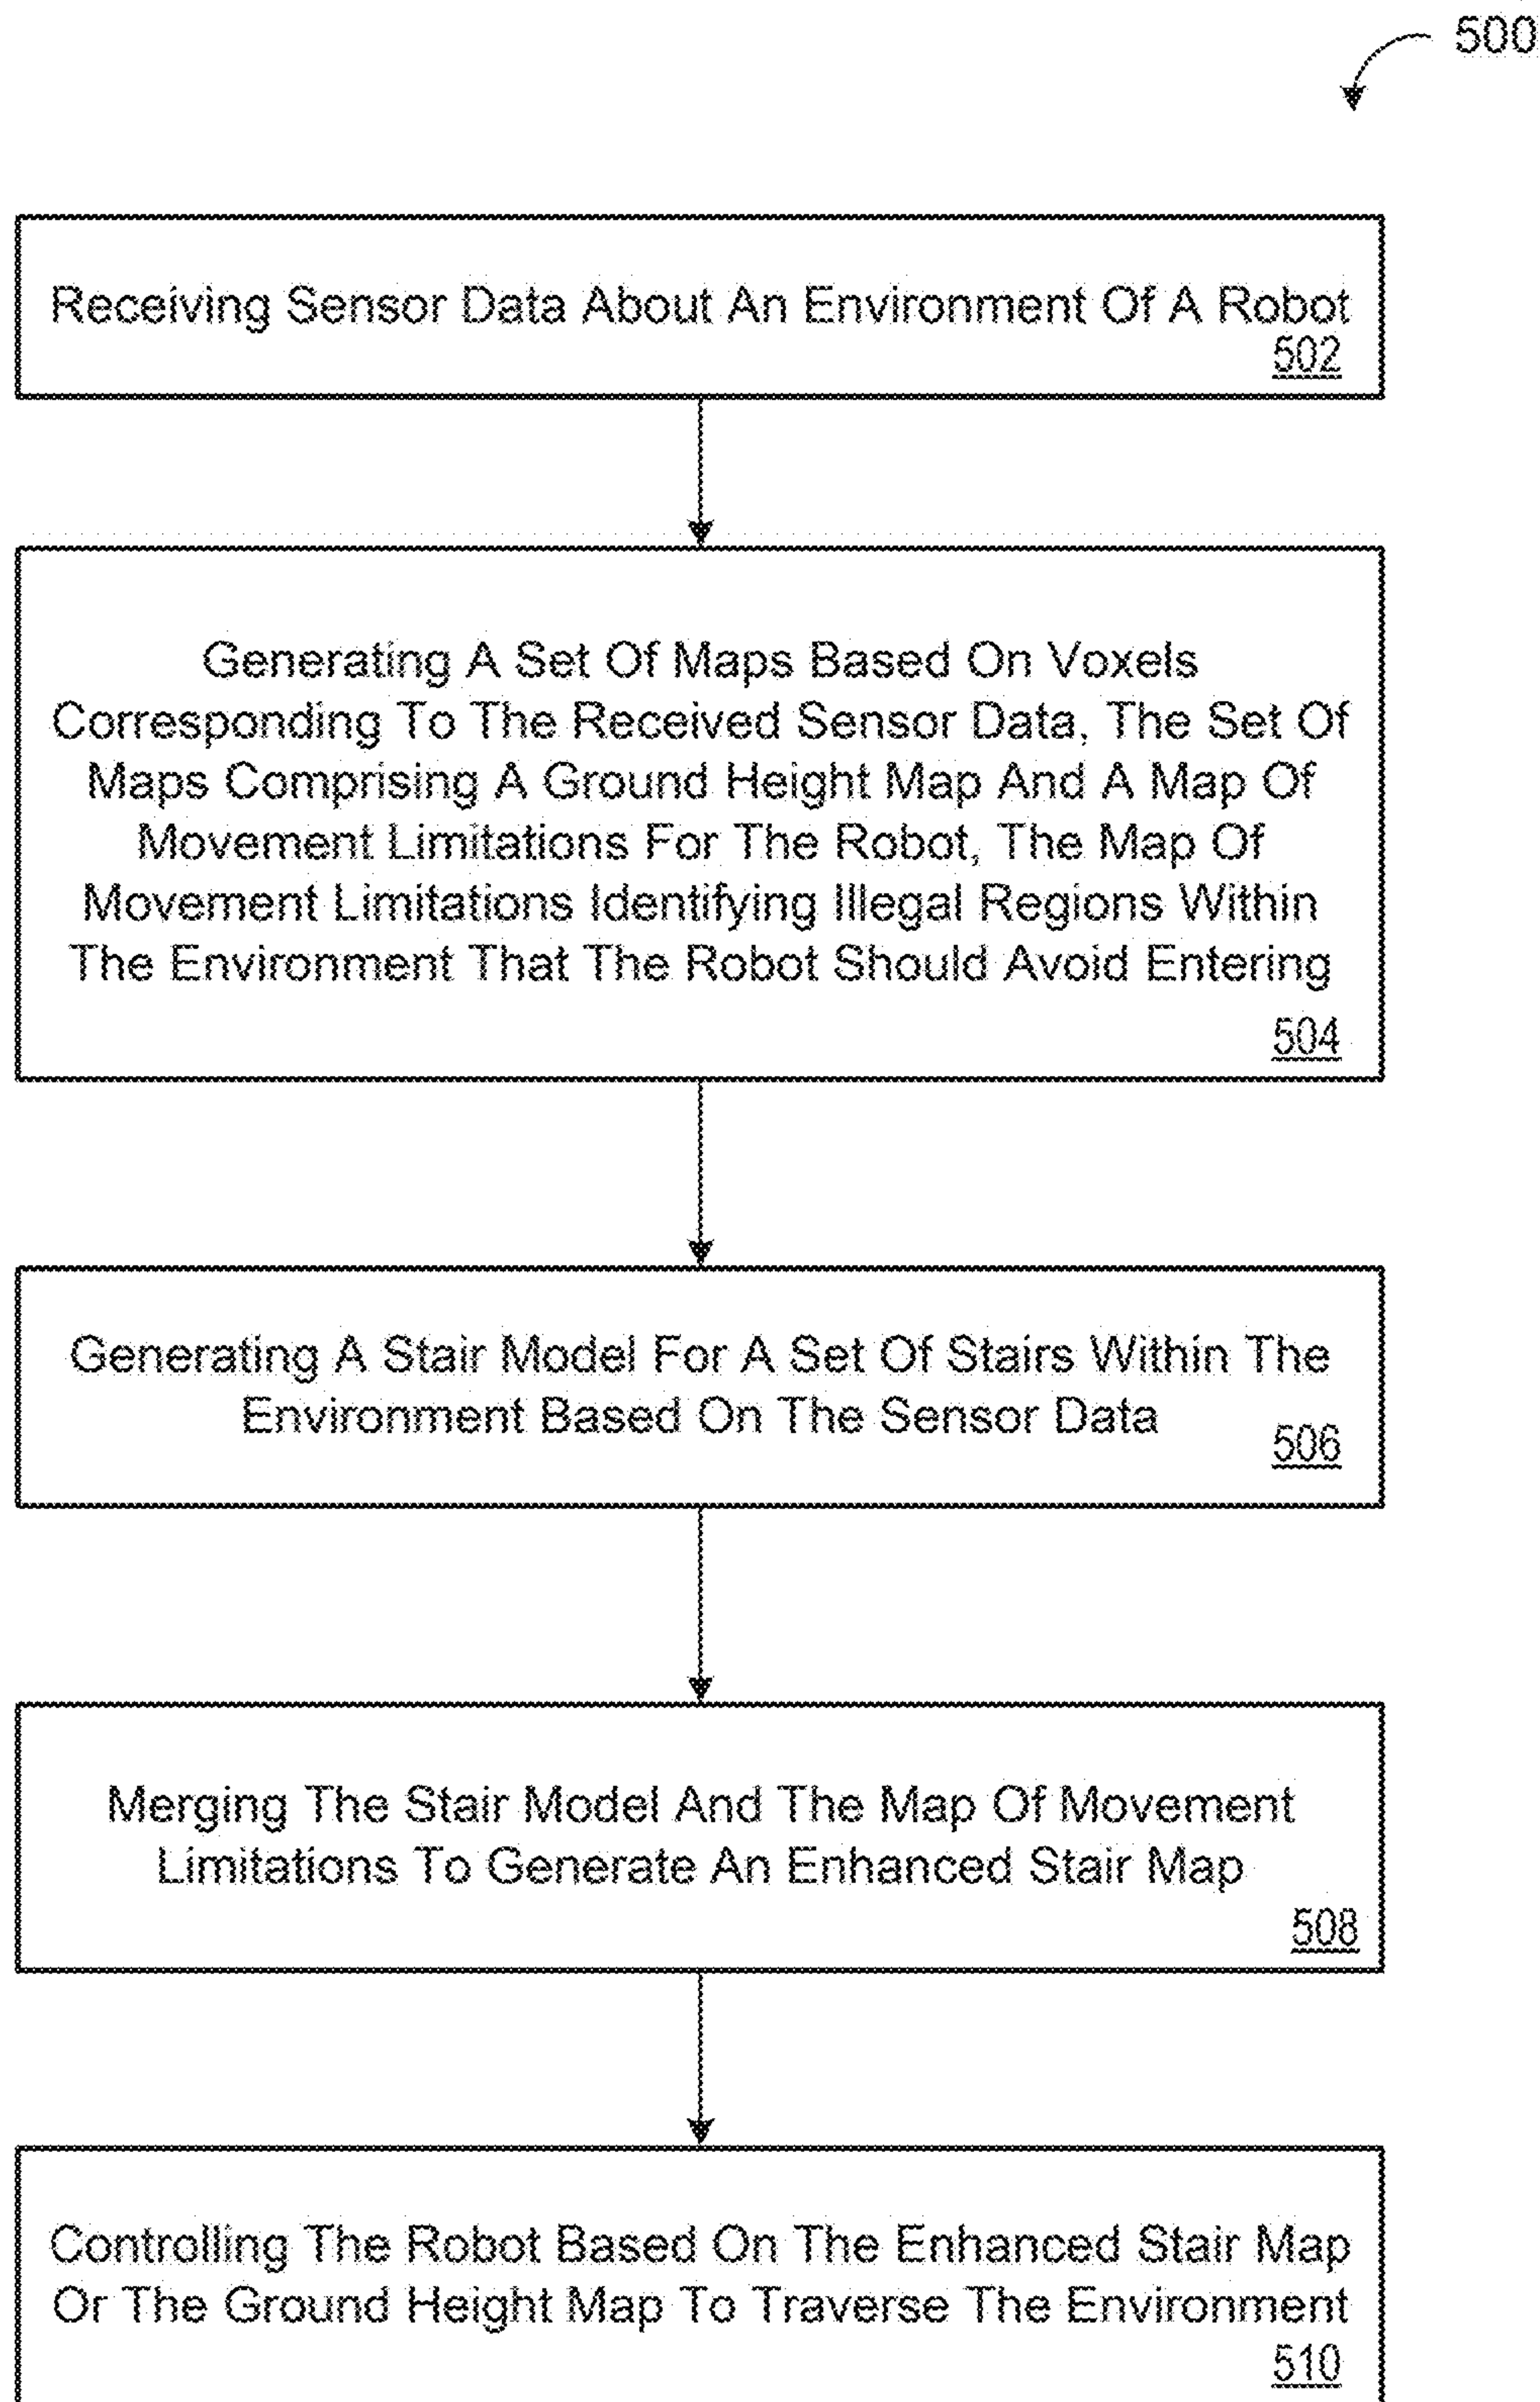 500
Receiving Sensor Data About An Environment Of A Robot
502
Generating A Set Of Maps Based On Voxels
Corresponding To The Received Sensor Data, The Set Of
Maps Comprising A Ground Height Map And A Map Of
Movement Limitations For The Robot, The Map Of
Movement Limitations Identifying Illegal Regions Within
The Environment That The Robot Should Avoid Entering
504
Generating A Stair Model For A Set Of Stairs Within The
Environment Based On The Sensor Data
506
Merging The Stair Model And The Map Of Movement
Limitations To Generate An Enhanced Stair Map
508
Controlling The Robot Based On The Enhanced Stair Map
Or The Ground Height Map To Traverse The Environment
510